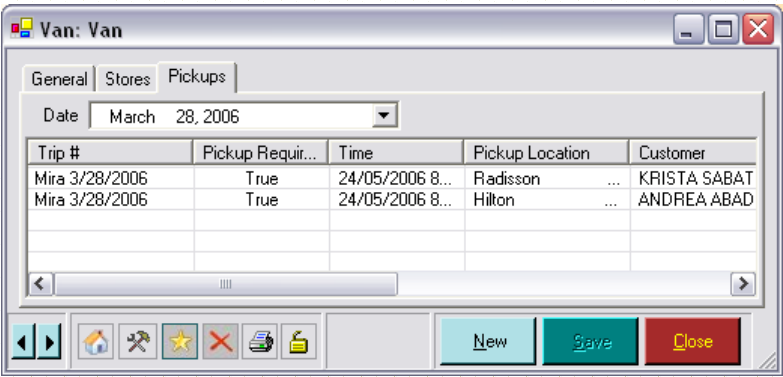 Van: Van
General Stores Pickups
Date March 28, 2006
Trip # Pickup Requir... Time Pickup Location Customer
Mira 3/28/2006 True 24/05/2006 8... Radisson ... KRISTA SABAT
Mira 3/28/2006 True 24/05/2006 8... Hilton ... ANDREA ABAD
New Save Close